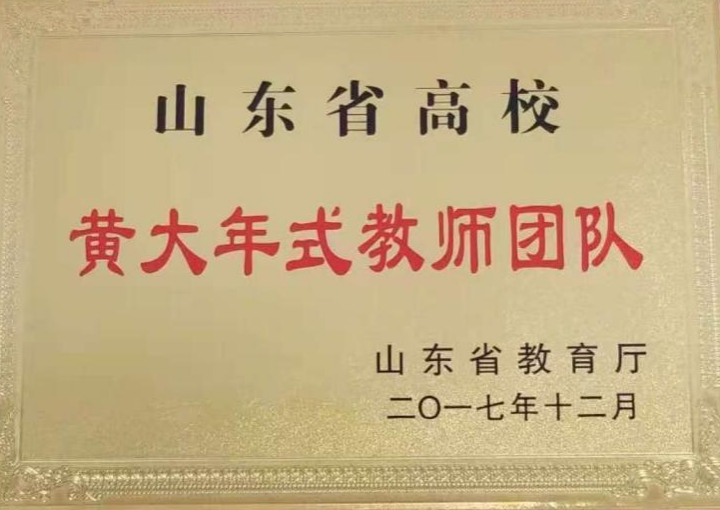 山东省高校
黄大年式教师团队
山东省教育厅
二〇一七年十二月